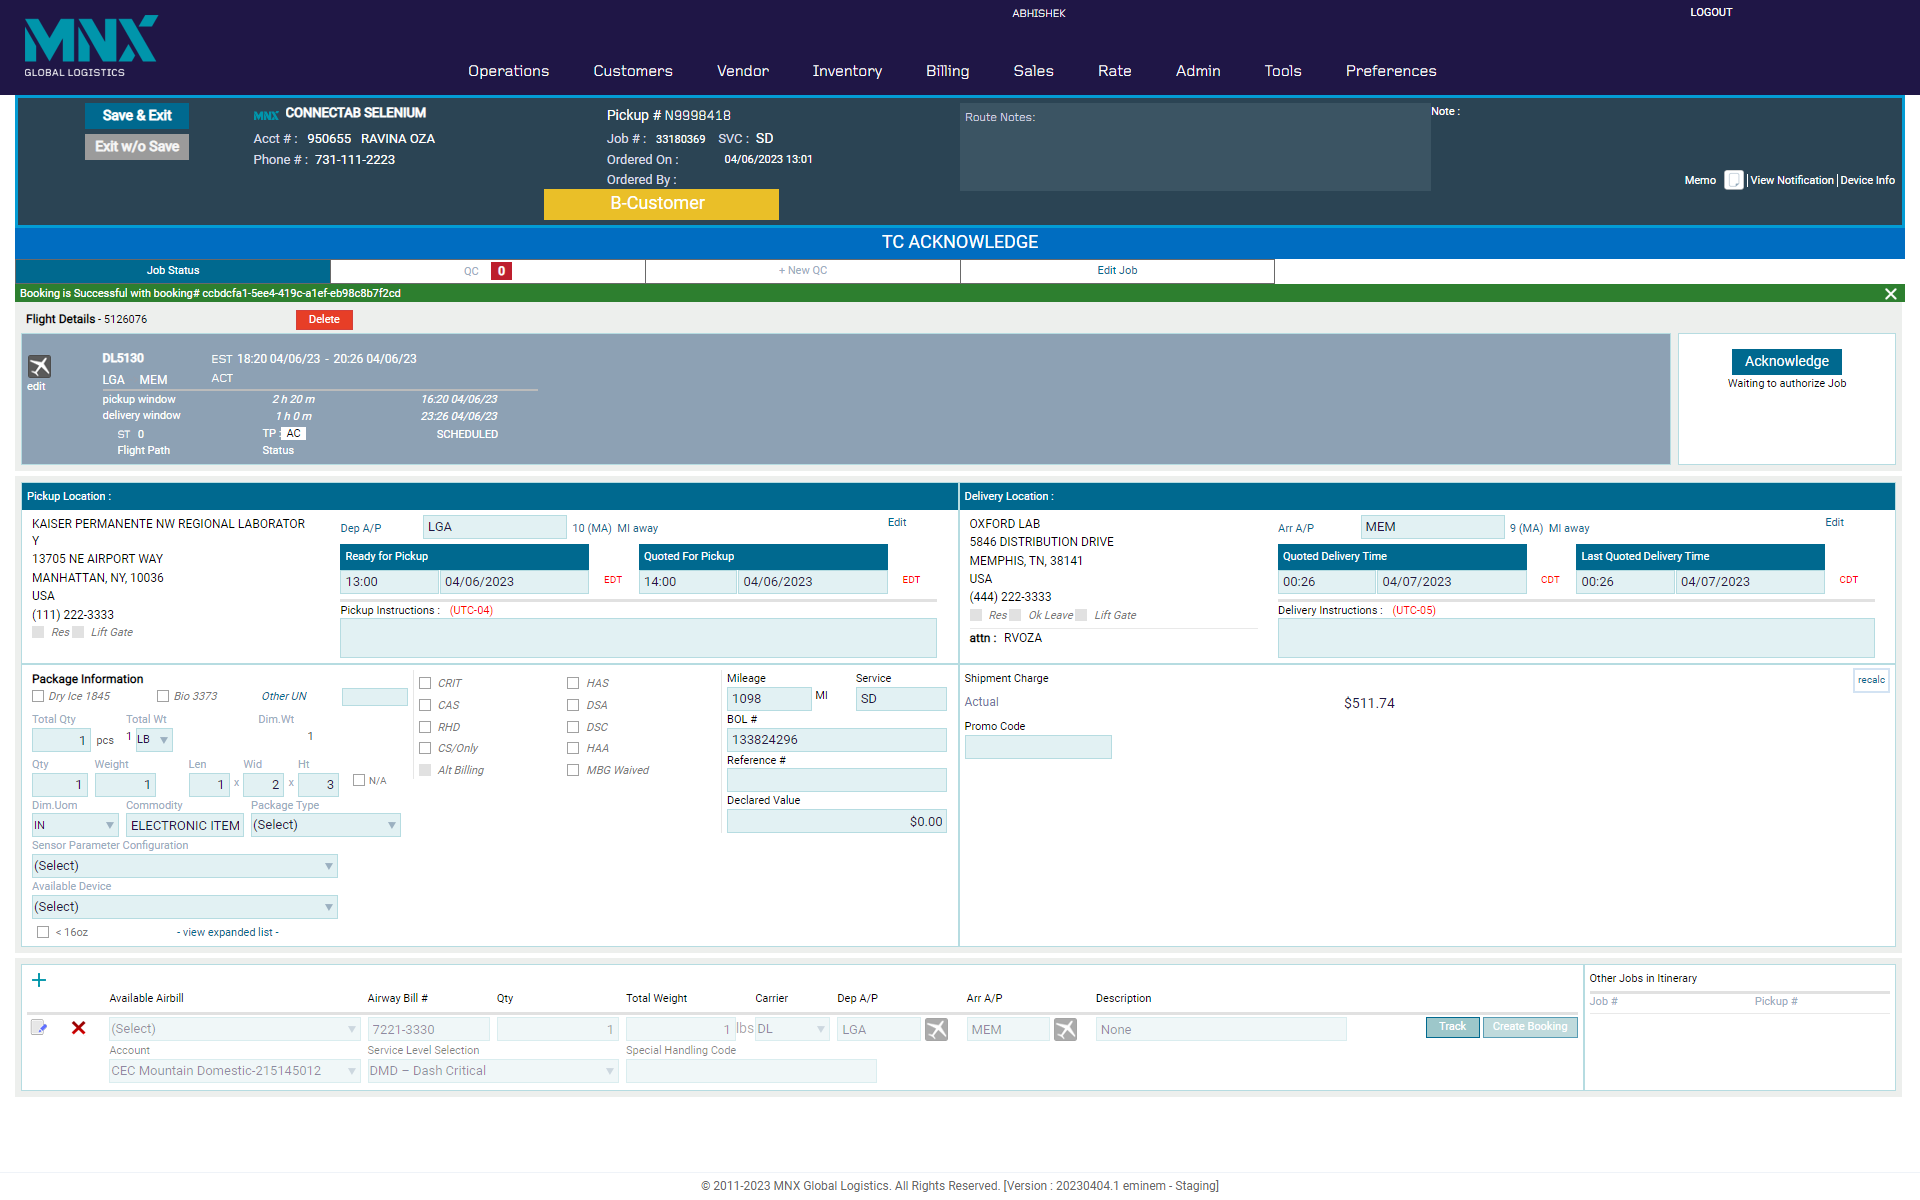 ABHISHEK
LOGOUT
MNX
GLOBAL LOGISTICS
Operations Customers Vendor Inventory Billing Sales Rate Admin Tools Preferences
Save & Exit
Exit w/o Save
MNX CONNECTAB SELENIUM
Acct # : 950655 RAVINA OZA
Phone # : 731-111-2223
Pickup # N9998418
Job # : 33180369 SVC : SD
Ordered On : 04/06/2023 13:01
Ordered By :
B-Customer
Route Notes:
Note :
Memo | View Notification | Device Info
TC ACKNOWLEDGE
Job Status
QC 0
+ New QC
Edit Job
Booking is Successful with booking# ccbdcfa1-5ee4-419c-a1ef-eb98c8b7f2cd
Flight Details - 5126076
Delete
edit
DL5130 EST 18:20 04/06/23 - 20:26 04/06/23
LGA MEM ACT
pickup window 2 h 20 m 16:20 04/06/23
delivery window 1 h 0 m 23:26 04/06/23
ST 0 TP : AC SCHEDULED
Flight Path Status
Acknowledge
Waiting to authorize Job
Pickup Location :
KAISER PERMANENTE NW REGIONAL LABORATOR
Y
13705 NE AIRPORT WAY
MANHATTAN, NY, 10036
USA
(111) 222-3333
Res Lift Gate
Dep A/P LGA 10 (MA) MI away
Edit
Ready for Pickup
13:00 04/06/2023 EDT
Quoted For Pickup
14:00 04/06/2023 EDT
Pickup Instructions : (UTC-04)
Delivery Location :
OXFORD LAB
5846 DISTRIBUTION DRIVE
MEMPHIS, TN, 38141
USA
(444) 222-3333
Res Ok Leave Lift Gate
attn : RVOZA
Arr A/P MEM 9 (MA) MI away
Edit
Quoted Delivery Time
00:26 04/07/2023 CDT
Last Quoted Delivery Time
00:26 04/07/2023 CDT
Delivery Instructions : (UTC-05)
Package Information
Dry Ice 1845 Bio 3373 Other UN
Total Qty Total Wt Dim.Wt
1 pcs 1 LB 1
Qty Weight Len Wid Ht
1 1 1 x 2 x 3 N/A
Dim.Uom Commodity Package Type
IN ELECTRONIC ITEM (Select)
Sensor Parameter Configuration
(Select)
Available Device
(Select)
< 16oz - view expanded list -
CRIT HAS
CAS DSA
RHD DSC
CS/Only HAA
Alt Billing MBG Waived
Mileage Service
1098 MI SD
BOL #
133824296
Reference #
Declared Value
$0.00
Shipment Charge
recalc
Actual $511.74
Promo Code
Available Airbill Airway Bill # Qty Total Weight Carrier Dep A/P Arr A/P Description
(Select) 7221-3330 1 1 lbs DL LGA MEM None
Track Create Booking
Account Service Level Selection Special Handling Code
CEC Mountain Domestic-215145012 DMD – Dash Critical
Other Jobs in Itinerary
Job # Pickup #
© 2011-2023 MNX Global Logistics. All Rights Reserved. [Version : 20230404.1 eminem - Staging]